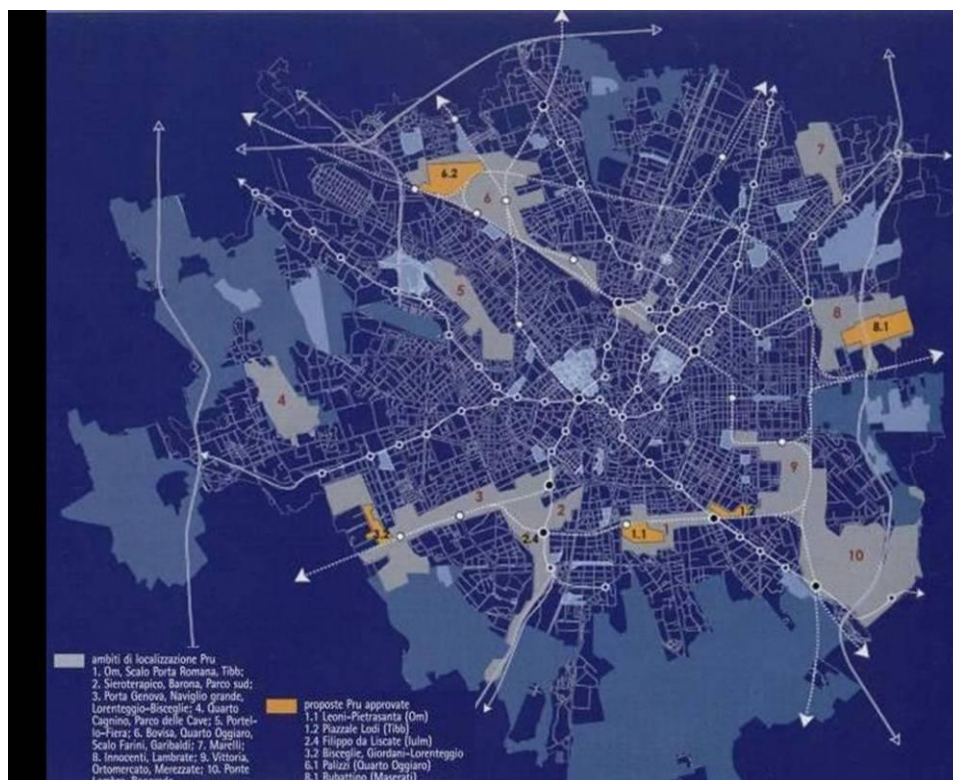 7
6.2
6
5
8
8.1
4
9
3
2
3.2
2.4
1.1
1
1.2
10
ambiti di localizzazione Pru
1. Om, Scalo Porta Romana, Tibb;
2. Sieroterapico, Barona, Parco sud;
3. Porta Genova, Naviglio grande,
Lorenteggio-Bisceglie; 4. Quarto
Cagnino, Parco delle Cave; 5. Portel-
lo-Fiera; 6. Bovisa, Quarto Oggiaro,
Scalo Farini, Garibaldi; 7. Marelli;
8. Innocenti, Lambrate; 9. Vittoria,
Ortomercato, Merezzate; 10. Ponte
proposte Pru approvate
1.1 Leoni-Pietrasanta (Om)
1.2 Piazzale Lodi (Tibb)
2.4 Filippo da Liscate (Iulm)
3.2 Bisceglie, Giordani-Lorenteggio
6.1 Palizzi (Quarto Oggiaro)
8.1 Rubattino (Maserati)